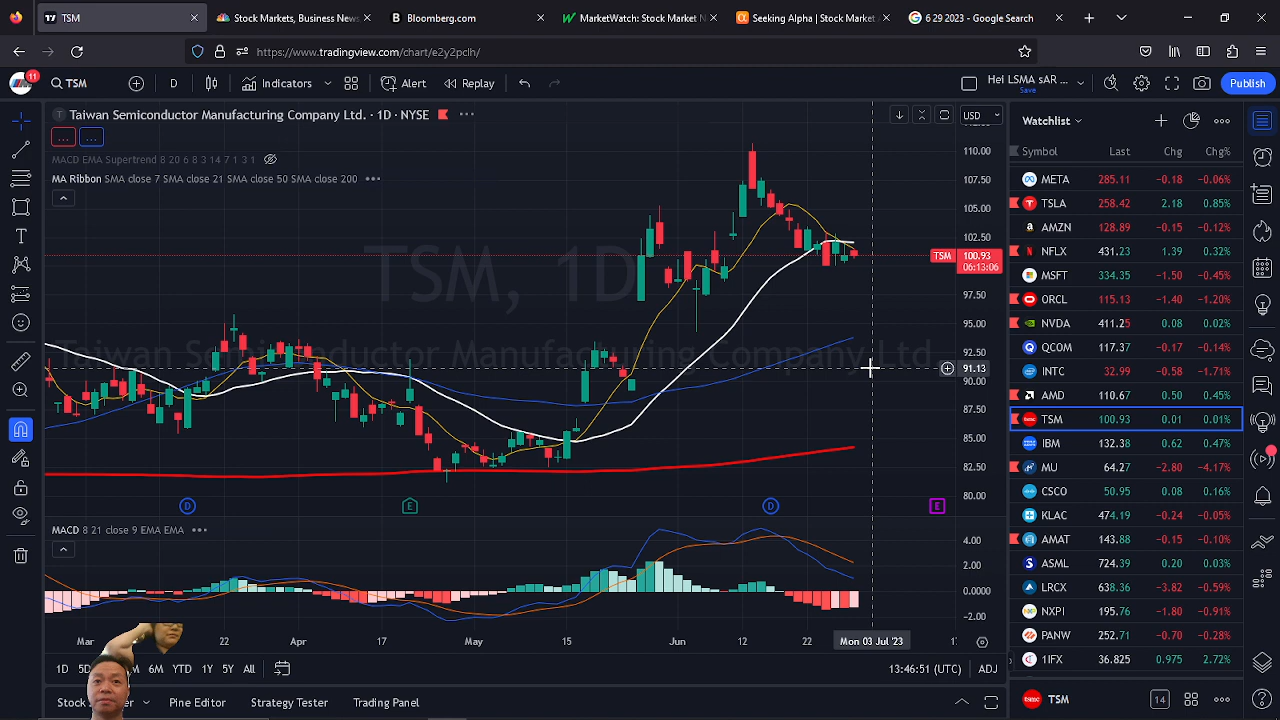 TSM
Stock Markets, Business News
Bloomberg.com
MarketWatch: Stock Market N
Seeking Alpha | Stock Market
6 29 2023 - Google Search
https://www.tradingview.com/chart/e2y2pclh/
11
TSM
D
Indicators
Alert
Replay
Hei LSMA sAR ...
Save
Publish
Taiwan Semiconductor Manufacturing Company Ltd. · 1D · NYSE
USD
MACD EMA Supertrend 8 20 6 8 3 14 7 1 3 1
MA Ribbon SMA close 7 SMA close 21 SMA close 50 SMA close 200
TSM, 1D
Taiwan Semiconductor Manufacturing Company Ltd.
110.00
107.50
105.00
102.50
TSM 100.93
06:13:06
97.50
95.00
92.50
91.13
90.00
87.50
85.00
82.50
80.00
D
E
D
E
MACD 8 21 close 9 EMA EMA
4.00
2.00
0.0000
-2.00
Mar
22
Apr
17
May
15
Jun
12
22
Mon 03 Jul '23
1D
5D
6M
YTD
1Y
5Y
All
13:46:51 (UTC)
ADJ
Pine Editor
Trading Panel
Watchlist
Symbol Last Chg Chg%
META 285.11 −0.18 −0.06%
TSLA 258.42 2.18 0.85%
AMZN 128.89 −0.15 −0.12%
NFLX 431.23 1.39 0.32%
MSFT 334.35 −1.50 −0.45%
ORCL 115.13 −1.40 −1.20%
NVDA 411.25 0.08 0.02%
QCOM 117.37 −0.17 −0.14%
INTC 32.99 −0.58 −1.71%
AMD 110.67 0.50 0.45%
TSM 100.93 0.01 0.01%
IBM 132.38 0.62 0.47%
MU 64.27 −2.80 −4.17%
CSCO 50.95 0.08 0.16%
KLAC 474.19 −0.24 −0.05%
AMAT 143.88 −0.15 −0.10%
ASML 724.39 0.20 0.03%
LRCX 638.36 −3.82 −0.59%
NXPI 195.76 −1.80 −0.91%
PANW 252.71 −0.70 −0.28%
1IFX 36.825 0.975 2.72%
TSM
14